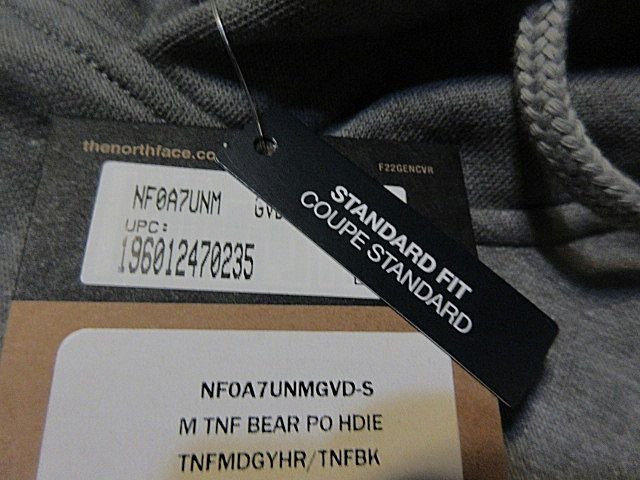 thenorthface.co
F22GENCVR
NF0A7UNM
UPC:
196012470235
STANDARD FIT
COUPE STANDARD
NF0A7UNMGVD-S
M TNF BEAR PO HDIE
TNFMDGYHR/TNFBK